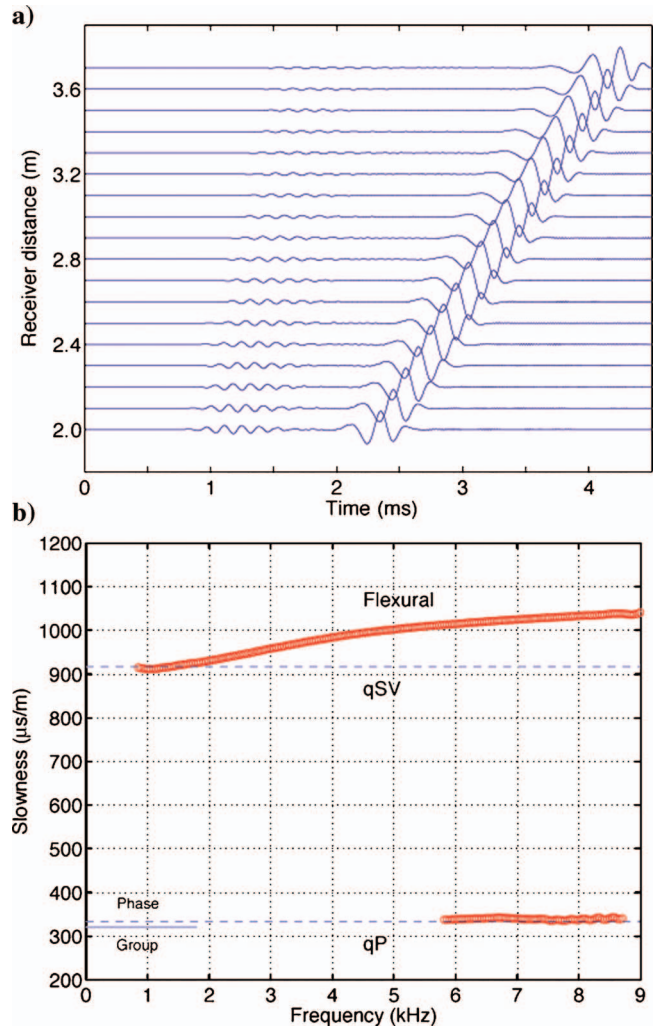 a)
3.6
3.2
2.8
2.4
2.0
Receiver distance (m)
0 1 2 3 4
Time (ms)
b)
1200
1100
1000
900
800
700
600
500
400
300
200
Slowness (μs/m)
Flexural
qSV
Phase
Group
qP
0 1 2 3 4 5 6 7 8 9
Frequency (kHz)